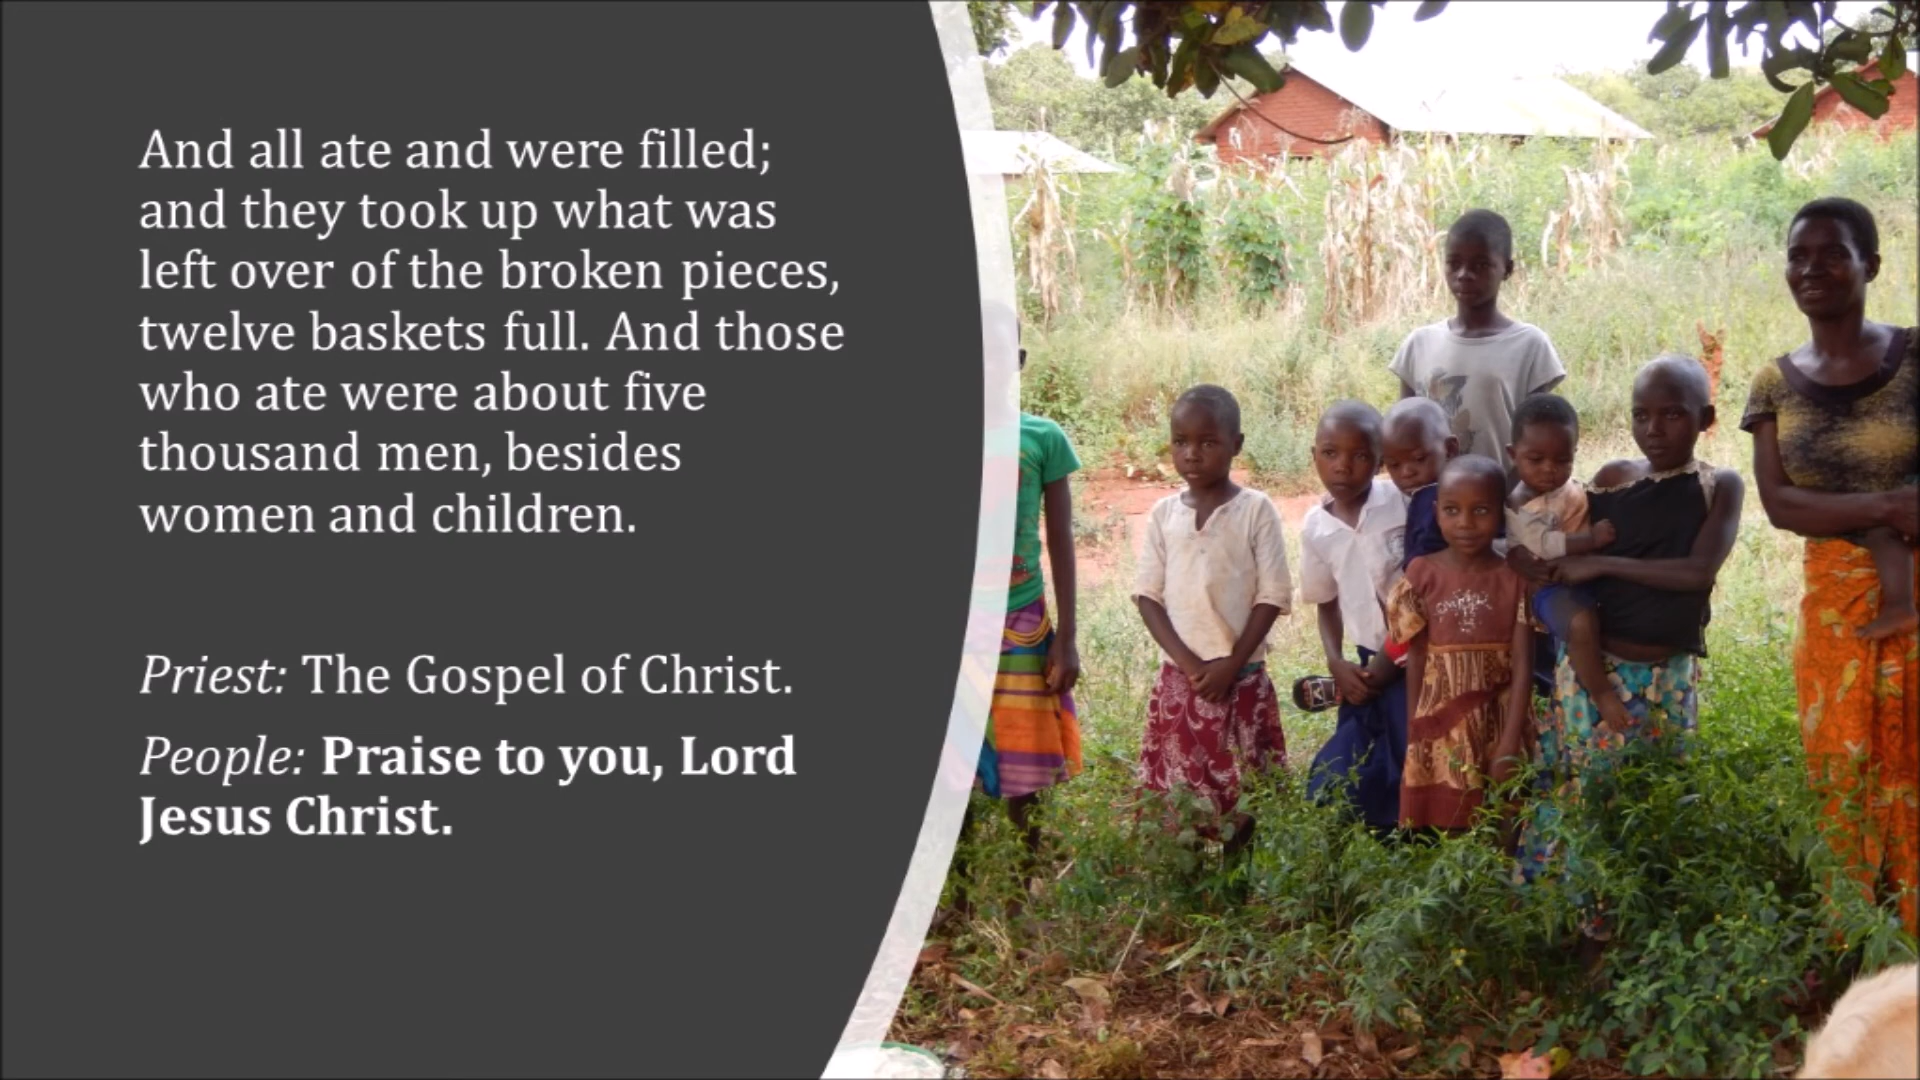 And all ate and were filled;
and they took up what was
left over of the broken pieces,
twelve baskets full. And those
who ate were about five
thousand men, besides
women and children.
Priest: The Gospel of Christ.
People: Praise to you, Lord
Jesus Christ.